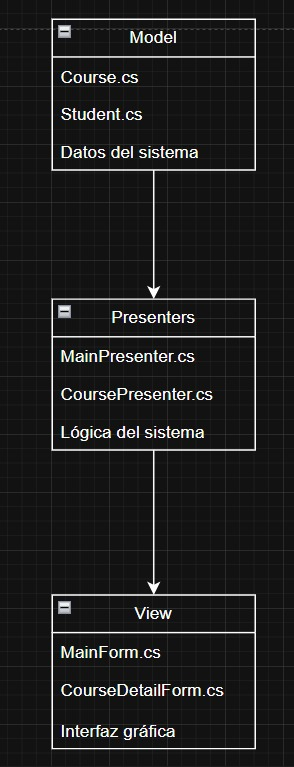 Model
Course.cs
Student.cs
Datos del sistema
Presenters
MainPresenter.cs
CoursePresenter.cs
Lógica del sistema
View
MainForm.cs
CourseDetailForm.cs
Interfaz gráfica